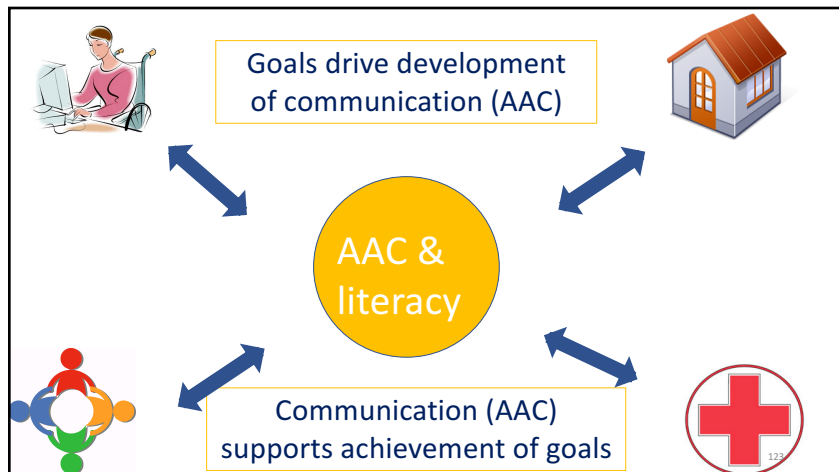 Goals drive development
of communication (AAC)
AAC &
literacy
Communication (AAC)
supports achievement of goals
123